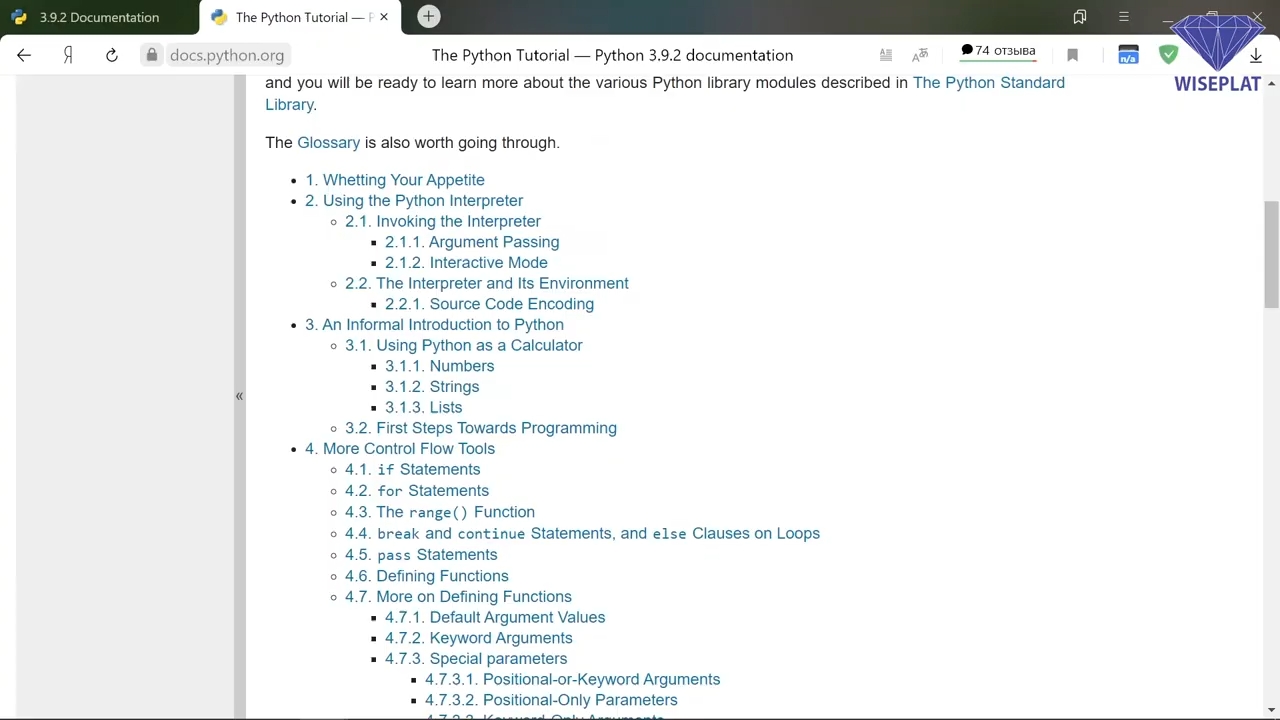 3.9.2 Documentation
The Python Tutorial — P
Я
docs.python.org
The Python Tutorial — Python 3.9.2 documentation
74 отзыва
n/a
WISEPLAT
and you will be ready to learn more about the various Python library modules described in The Python Standard
Library.
The Glossary is also worth going through.
1. Whetting Your Appetite
2. Using the Python Interpreter
2.1. Invoking the Interpreter
2.1.1. Argument Passing
2.1.2. Interactive Mode
2.2. The Interpreter and Its Environment
2.2.1. Source Code Encoding
3. An Informal Introduction to Python
3.1. Using Python as a Calculator
3.1.1. Numbers
3.1.2. Strings
3.1.3. Lists
«
3.2. First Steps Towards Programming
4. More Control Flow Tools
4.1. if Statements
4.2. for Statements
4.3. The range() Function
4.4. break and continue Statements, and else Clauses on Loops
4.5. pass Statements
4.6. Defining Functions
4.7. More on Defining Functions
4.7.1. Default Argument Values
4.7.2. Keyword Arguments
4.7.3. Special parameters
4.7.3.1. Positional-or-Keyword Arguments
4.7.3.2. Positional-Only Parameters
4.7.3.3. Keyword-Only Arguments